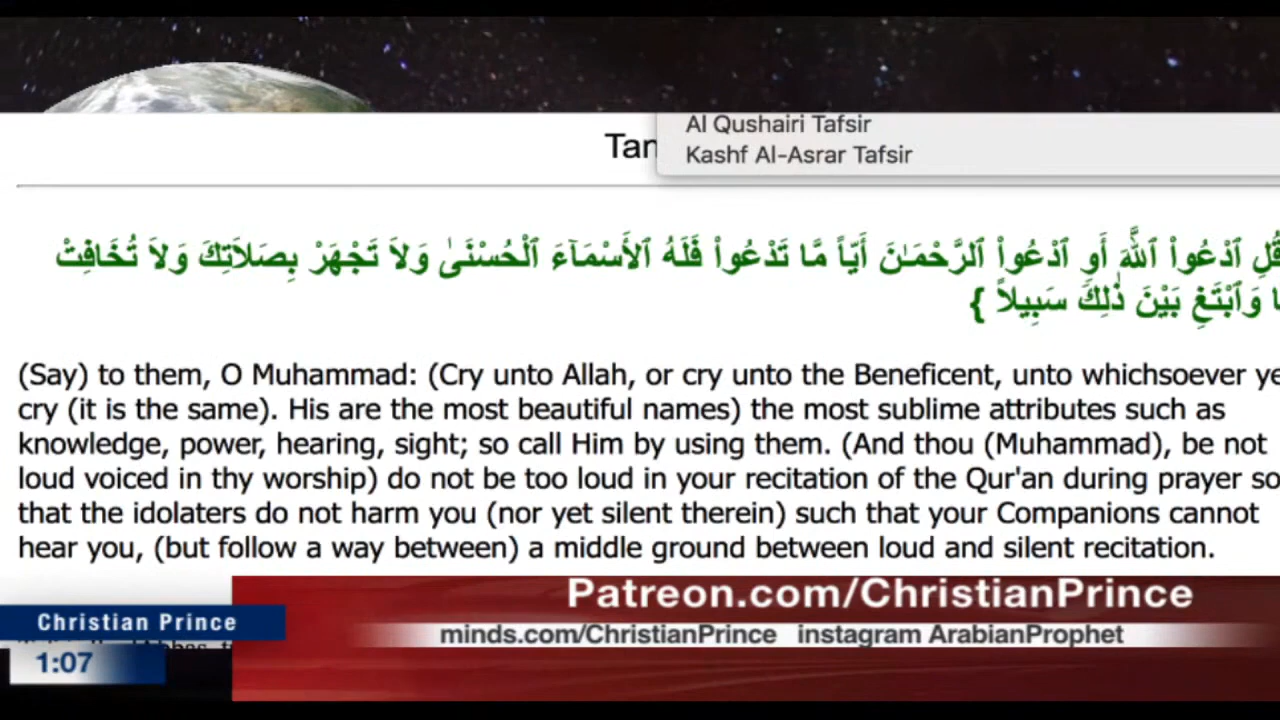 Al Qushairi Tafsir
Kashf Al-Asrar Tafsir
Tan
قُلِ ٱدْعُواْ ٱللَّهَ أَوِ ٱدْعُواْ ٱلرَّحْمَـٰنَ أَيّاً مَّا تَدْعُواْ فَلَهُ ٱلأَسْمَآءَ ٱلْحُسْنَىٰ وَلاَ تَجْهَرْ بِصَلاَتِكَ وَلاَ تُخَافِتْ
ا وَٱبْتَغِ بَيْنَ ذٰلِكَ سَبِيلاً }
(Say) to them, O Muhammad: (Cry unto Allah, or cry unto the Beneficent, unto whichsoever ye
cry (it is the same). His are the most beautiful names) the most sublime attributes such as
knowledge, power, hearing, sight; so call Him by using them. (And thou (Muhammad), be not
loud voiced in thy worship) do not be too loud in your recitation of the Qur'an during prayer so
that the idolaters do not harm you (nor yet silent therein) such that your Companions cannot
hear you, (but follow a way between) a middle ground between loud and silent recitation.
Patreon.com/ChristianPrince
Christian Prince
minds.com/ChristianPrince instagram ArabianProphet
1:07